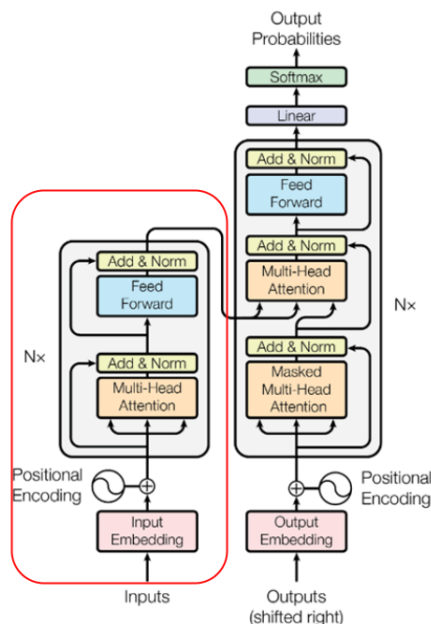 Output
Probabilities
Softmax
Linear
Add & Norm
Feed
Forward
Add & Norm
Multi-Head
Attention
Add & Norm
Masked
Multi-Head
Attention
N×
Positional
Encoding
Output
Embedding
Outputs
(shifted right)
Add & Norm
Feed
Forward
Add & Norm
Multi-Head
Attention
N×
Positional
Encoding
Input
Embedding
Inputs